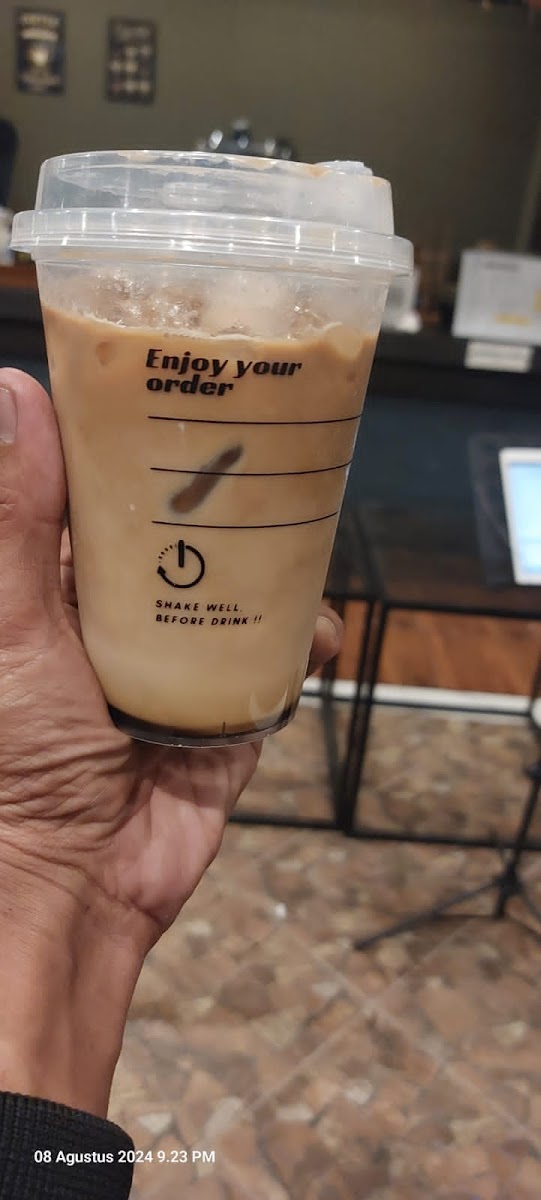 Enjoy your
order
SHAKE WELL,
BEFORE DRINK !!
08 Agustus 2024 9.23 PM